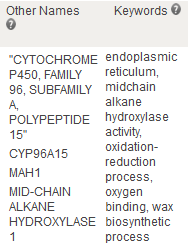 Other Names Keywords ?
?
"CYTOCHROME
P450, FAMILY
96, SUBFAMILY
A,
POLYPEPTIDE
15"
CYP96A15
MAH1
MID-CHAIN
ALKANE
HYDROXYLASE
1
endoplasmic
reticulum,
midchain
alkane
hydroxylase
activity,
oxidation-
reduction
process,
oxygen
binding, wax
biosynthetic
process